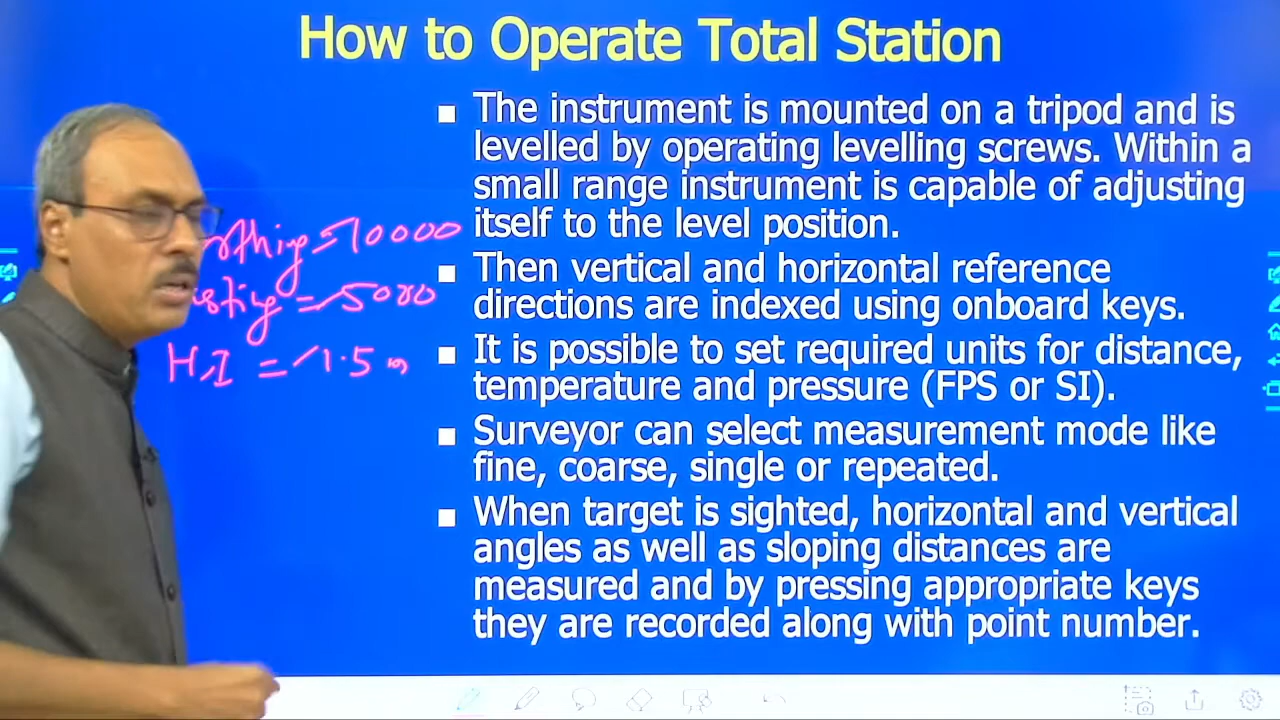 How to Operate Total Station
■ The instrument is mounted on a tripod and is
levelled by operating levelling screws. Within a
small range instrument is capable of adjusting
itself to the level position.
■ Then vertical and horizontal reference
directions are indexed using onboard keys.
■ It is possible to set required units for distance,
temperature and pressure (FPS or SI).
■ Surveyor can select measurement mode like
fine, coarse, single or repeated.
■ When target is sighted, horizontal and vertical
angles as well as sloping distances are
measured and by pressing appropriate keys
they are recorded along with point number.
= 10000
= 5000
H.I = 1.5 m